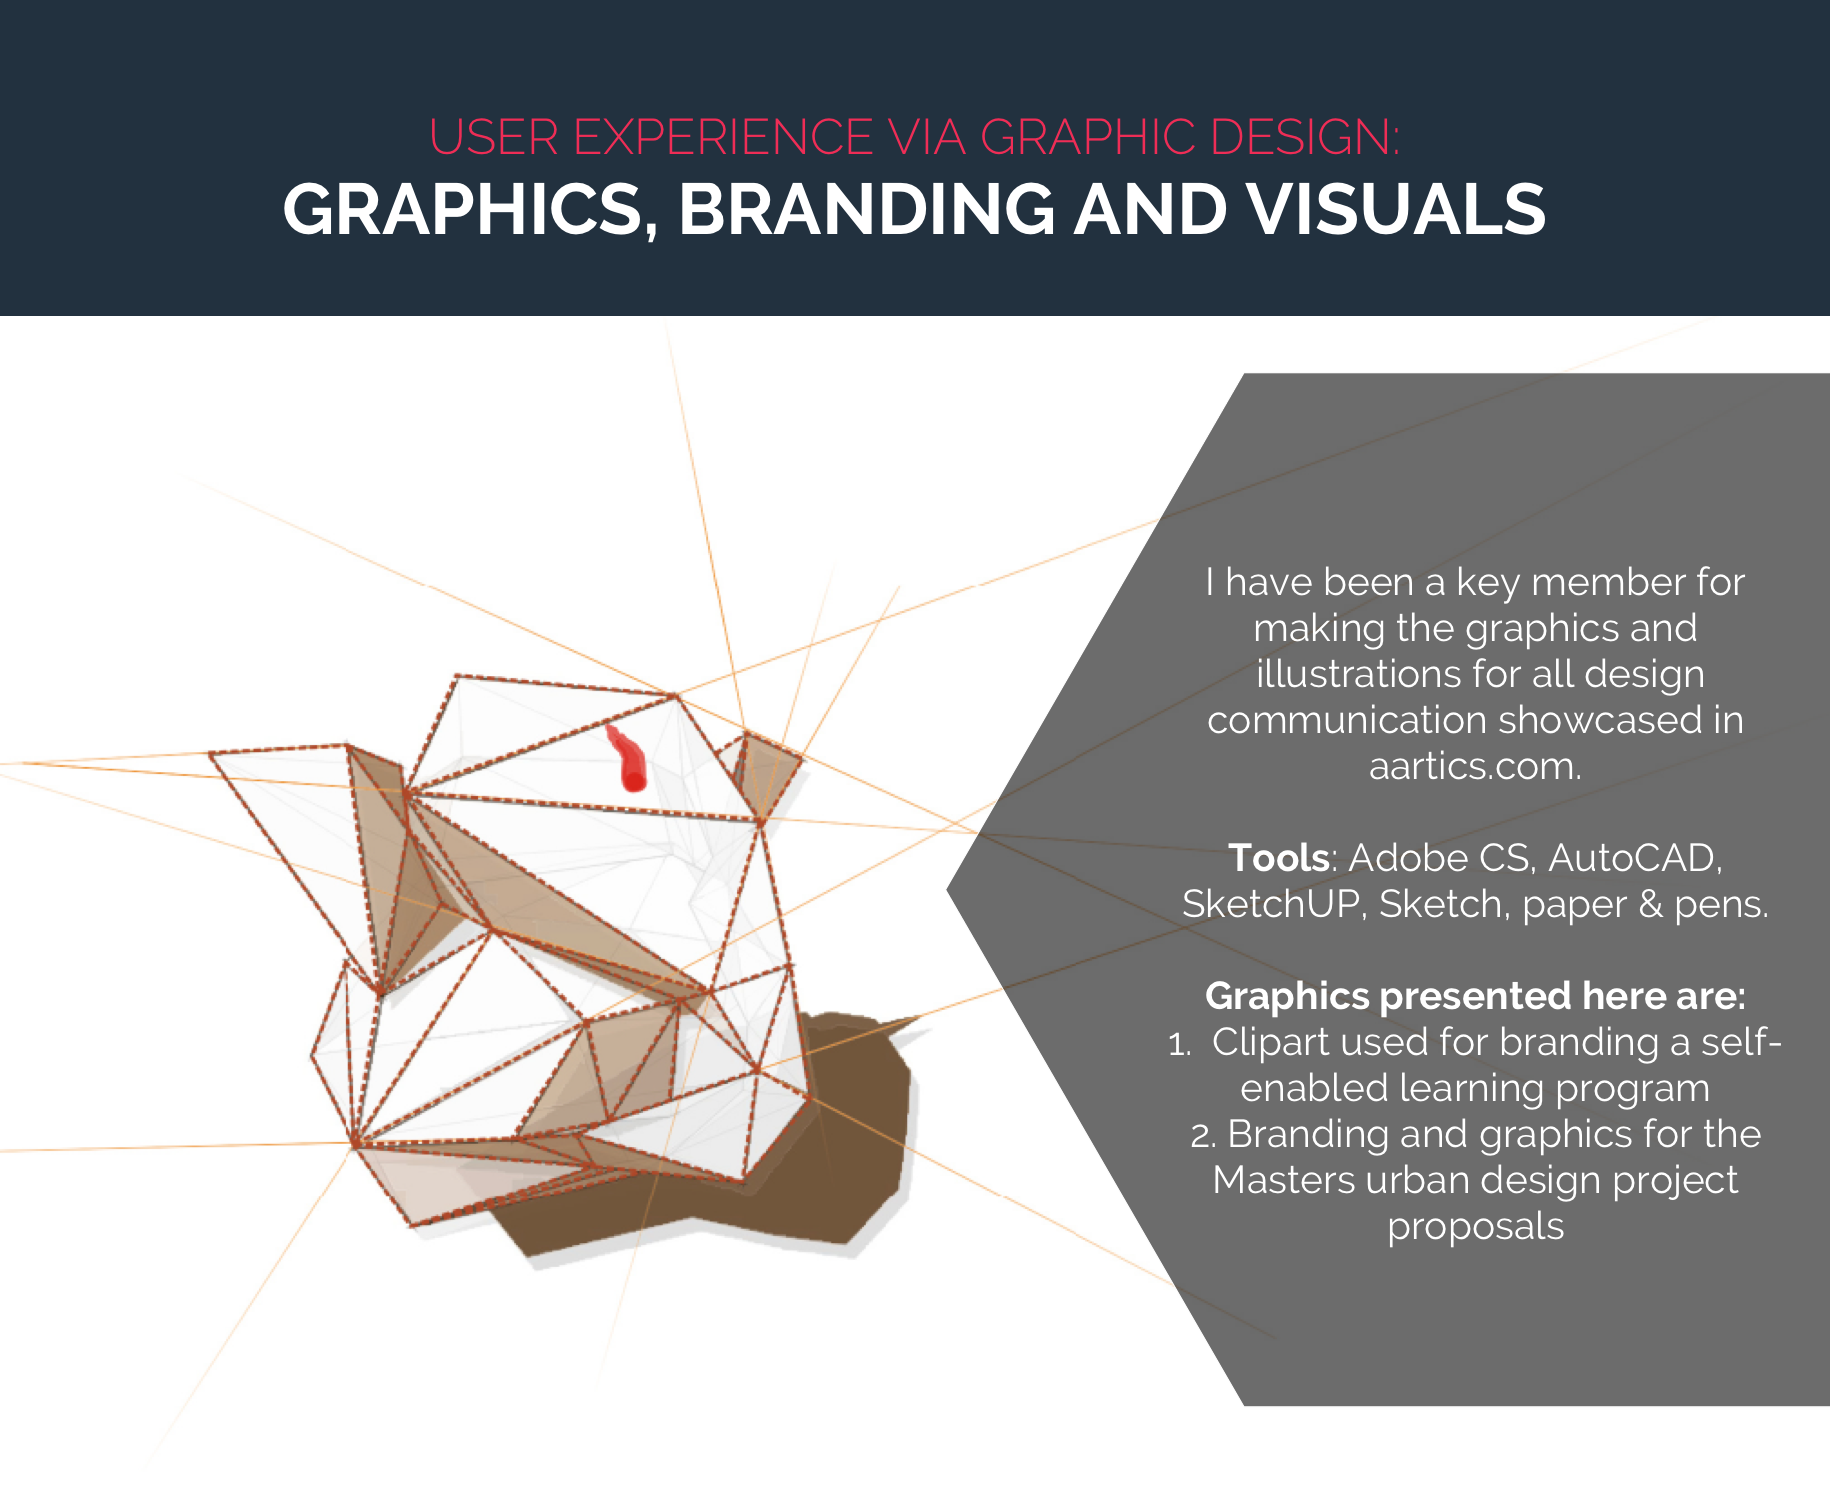 USER EXPERIENCE VIA GRAPHIC DESIGN:
GRAPHICS, BRANDING AND VISUALS
I have been a key member for
making the graphics and
illustrations for all design
communication showcased in
aartics.com.
Tools: Adobe CS, AutoCAD,
SketchUP, Sketch, paper & pens.
Graphics presented here are:
1. Clipart used for branding a self-
enabled learning program
2. Branding and graphics for the
Masters urban design project
proposals